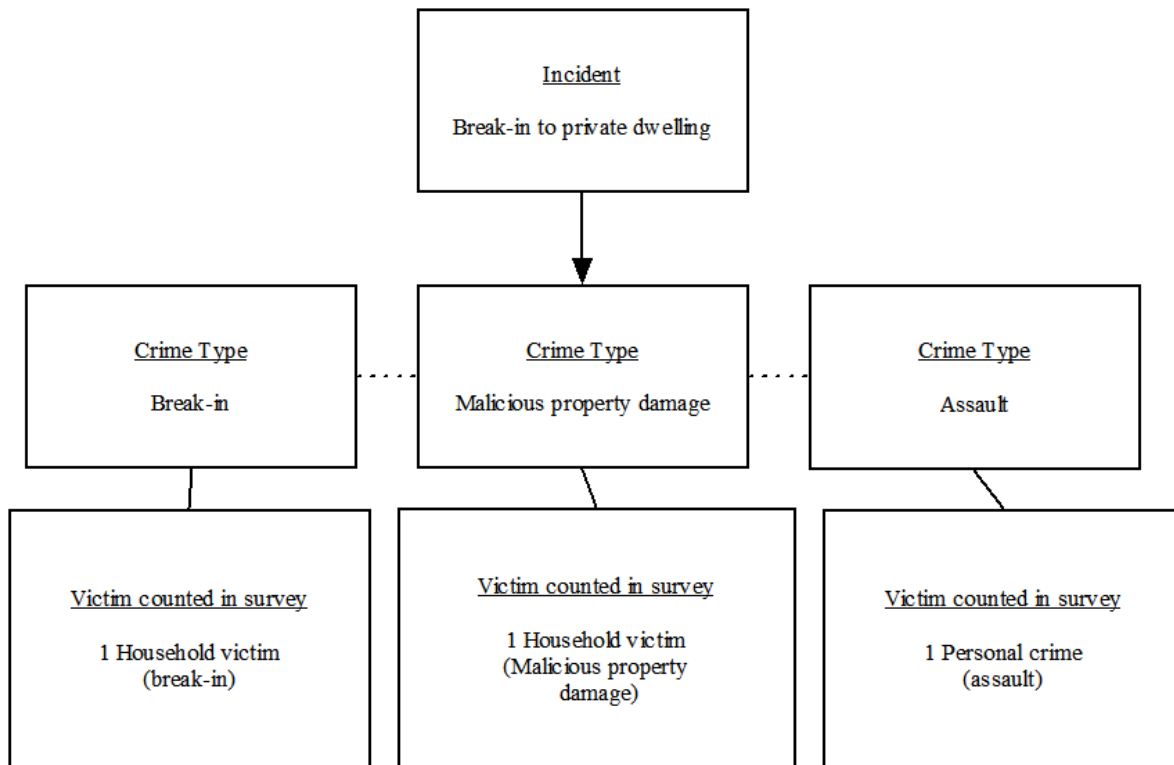 Incident
Break-in to private dwelling
Crime Type
Break-in
Crime Type
Malicious property damage
Crime Type
Assault
Victim counted in survey
1 Household victim
(break-in)
Victim counted in survey
1 Household victim
(Malicious property
damage)
Victim counted in survey
1 Personal crime
(assault)